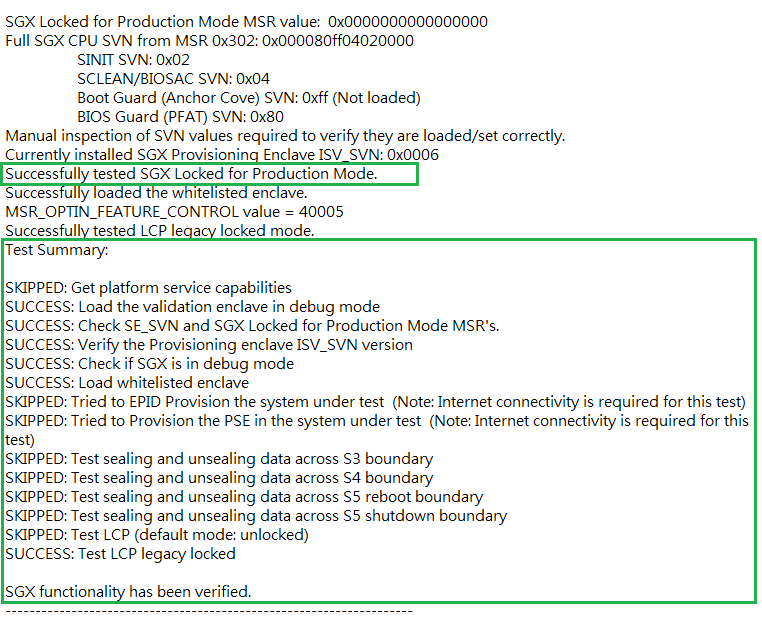 SGX Locked for Production Mode MSR value:  0x0000000000000000
Full SGX CPU SVN from MSR 0x302: 0x000080ff04020000
SINIT SVN: 0x02
SCLEAN/BIOSAC SVN: 0x04
Boot Guard (Anchor Cove) SVN: 0xff (Not loaded)
BIOS Guard (PFAT) SVN: 0x80
Manual inspection of SVN values required to verify they are loaded/set correctly.
Currently installed SGX Provisioning Enclave ISV_SVN: 0x0006
Successfully tested SGX Locked for Production Mode.
Successfully loaded the whitelisted enclave.
MSR_OPTIN_FEATURE_CONTROL value = 40005
Successfully tested LCP legacy locked mode.
Test Summary:
SKIPPED: Get platform service capabilities
SUCCESS: Load the validation enclave in debug mode
SUCCESS: Check SE_SVN and SGX Locked for Production Mode MSR's.
SUCCESS: Verify the Provisioning enclave ISV_SVN version
SUCCESS: Check if SGX is in debug mode
SUCCESS: Load whitelisted enclave
SKIPPED: Tried to EPID Provision the system under test  (Note: Internet connectivity is required for this test)
SKIPPED: Tried to Provision the PSE in the system under test  (Note: Internet connectivity is required for this
test)
SKIPPED: Test sealing and unsealing data across S3 boundary
SKIPPED: Test sealing and unsealing data across S4 boundary
SKIPPED: Test sealing and unsealing data across S5 reboot boundary
SKIPPED: Test sealing and unsealing data across S5 shutdown boundary
SKIPPED: Test LCP (default mode: unlocked)
SUCCESS: Test LCP legacy locked
SGX functionality has been verified.
--------------------------------------------------------------------